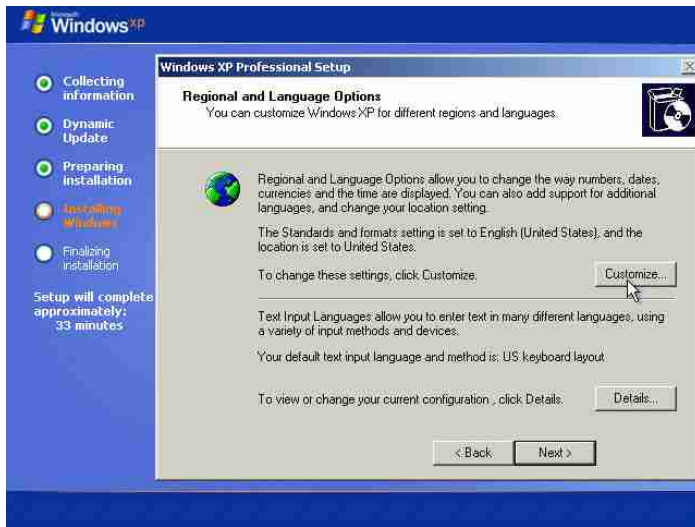 Microsoft
Windows xp
Collecting
information
Dynamic
Update
Preparing
installation
Installing
Windows
Finalizing
installation
Setup will complete
approximately:
33 minutes
Windows XP Professional Setup
Regional and Language Options
You can customize Windows XP for different regions and languages.
Regional and Language Options allow you to change the way numbers, dates,
currencies and the time are displayed. You can also add support for additional
languages, and change your location setting.
The Standards and formats setting is set to English (United States), and the
location is set to United States.
To change these settings, click Customize.
Customize...
Text Input Languages allow you to enter text in many different languages, using
a variety of input methods and devices.
Your default text input language and method is: US keyboard layout
To view or change your current configuration , click Details.
Details...
< Back
Next >